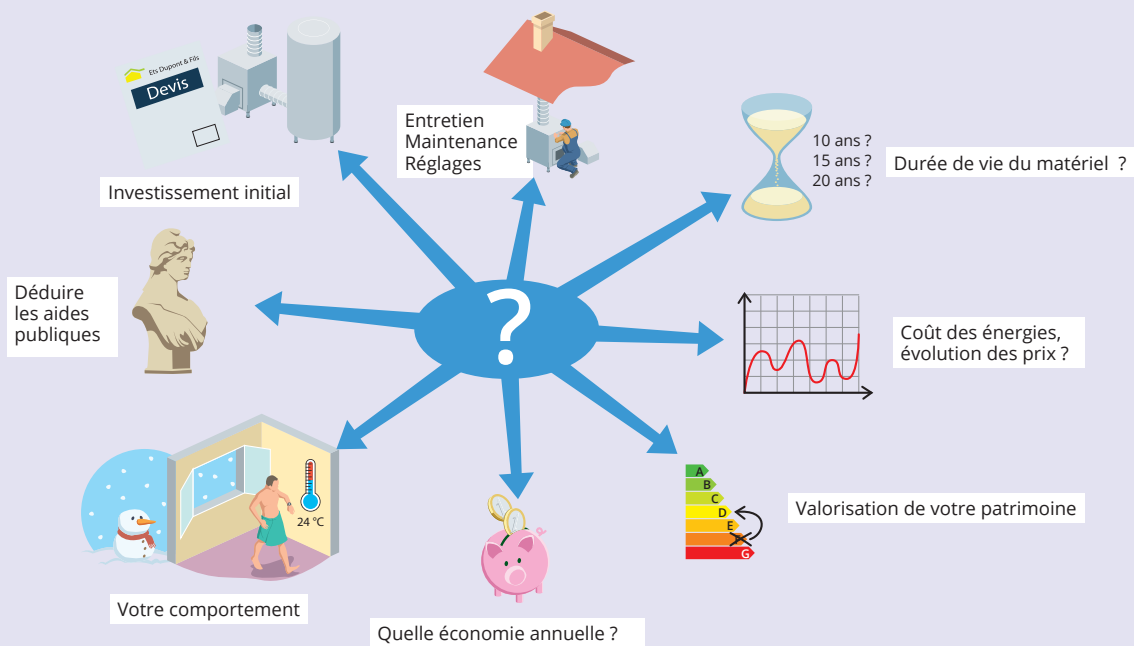 Ets Dupont & Fils
Devis
Investissement initial
Entretien
Maintenance
Réglages
10 ans ?
15 ans ?
20 ans ?
Durée de vie du matériel ?
Déduire
les aides
publiques
?
Coût des énergies,
évolution des prix ?
24 °C
Votre comportement
Quelle économie annuelle ?
A
B
C
D
E
F
G
Valorisation de votre patrimoine